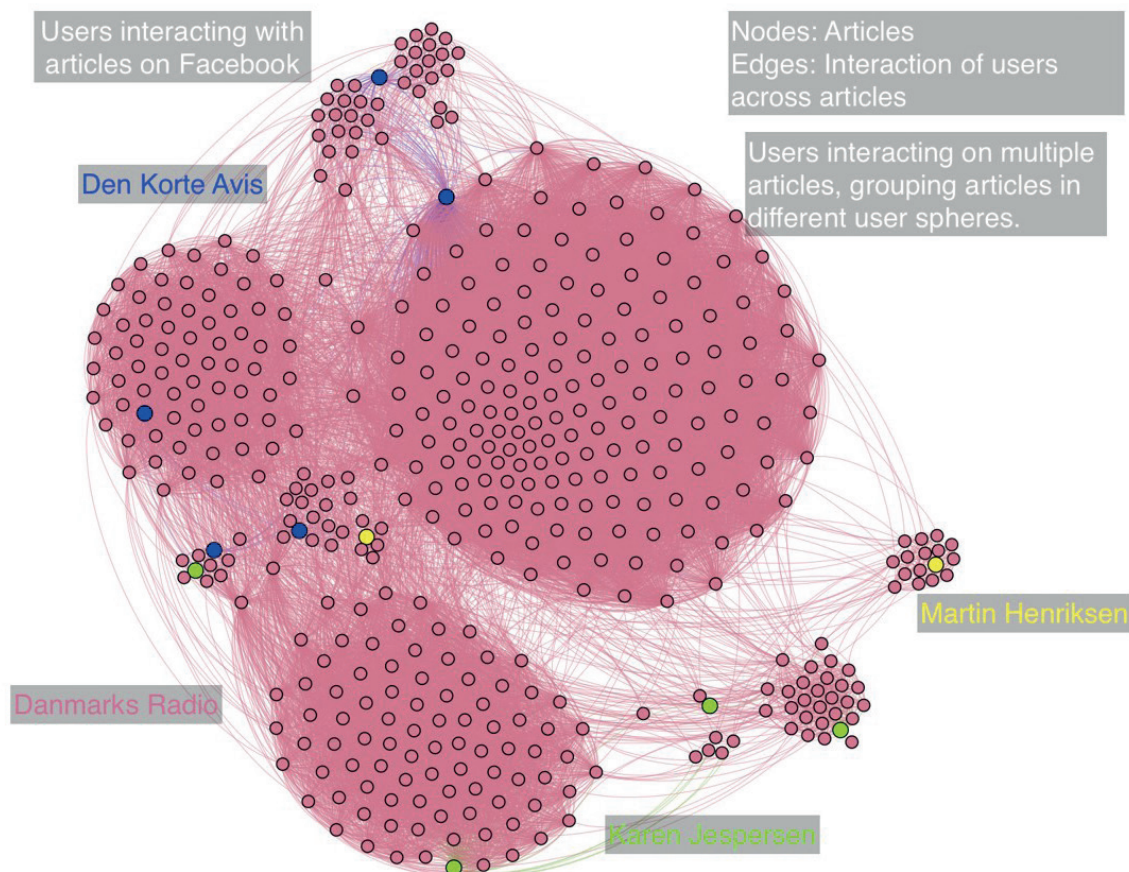 Users interacting with
articles on Facebook
Nodes: Articles
Edges: Interaction of users
across articles
Users interacting on multiple
articles, grouping articles in
different user spheres.
Den Korte Avis
Martin Henriksen
Danmarks Radio
Karen Jespersen